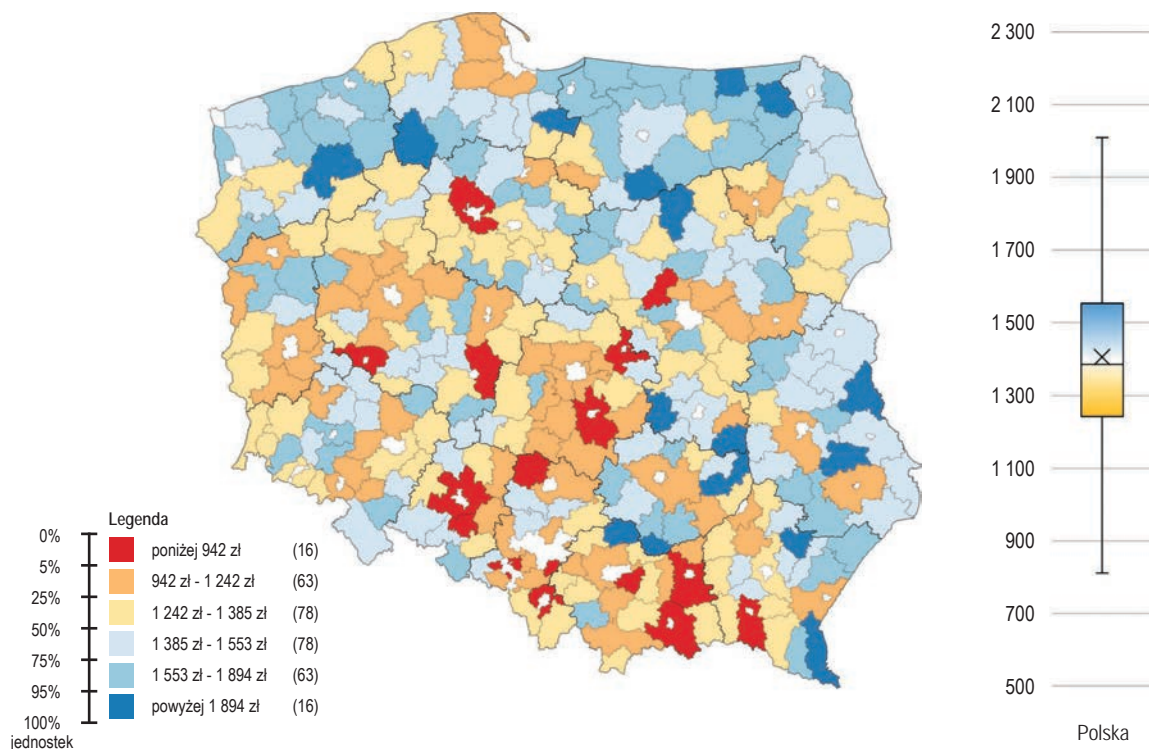 Legenda
0%
5%
25%
50%
75%
95%
100%
jednostek
poniżej 942 zł (16)
942 zł - 1 242 zł (63)
1 242 zł - 1 385 zł (78)
1 385 zł - 1 553 zł (78)
1 553 zł - 1 894 zł (63)
powyżej 1 894 zł (16)
2 300
2 100
1 900
1 700
1 500
1 300
1 100
900
700
500
Polska